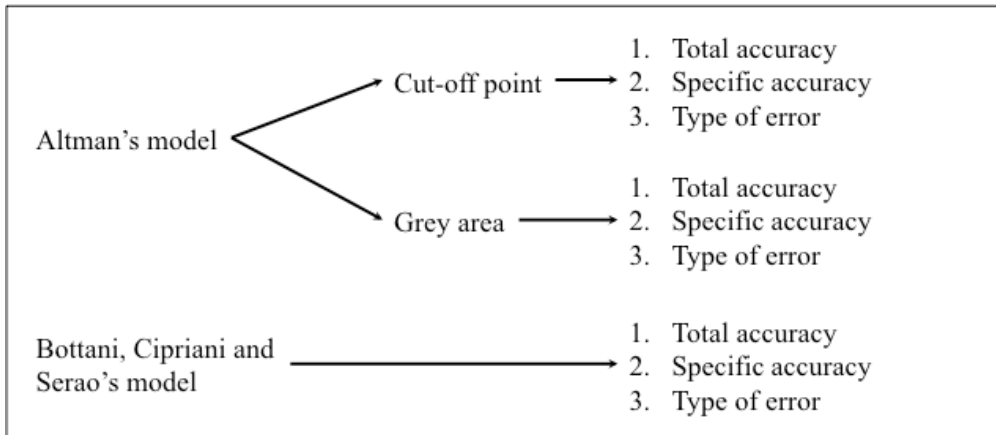 1. Total accuracy
Cut-off point
2. Specific accuracy
3. Type of error
Altman’s model
1. Total accuracy
Grey area
2. Specific accuracy
3. Type of error
Bottani, Cipriani and
Serao’s model
1. Total accuracy
2. Specific accuracy
3. Type of error